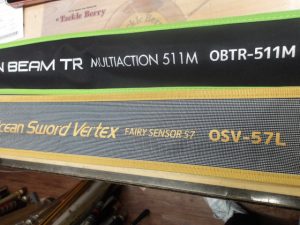 Tackle Berry
BEAM TR MULTIACTION 511M OBTR-511M
cean Sword Vertex FAIRY SENSOR 57 OSV-57L